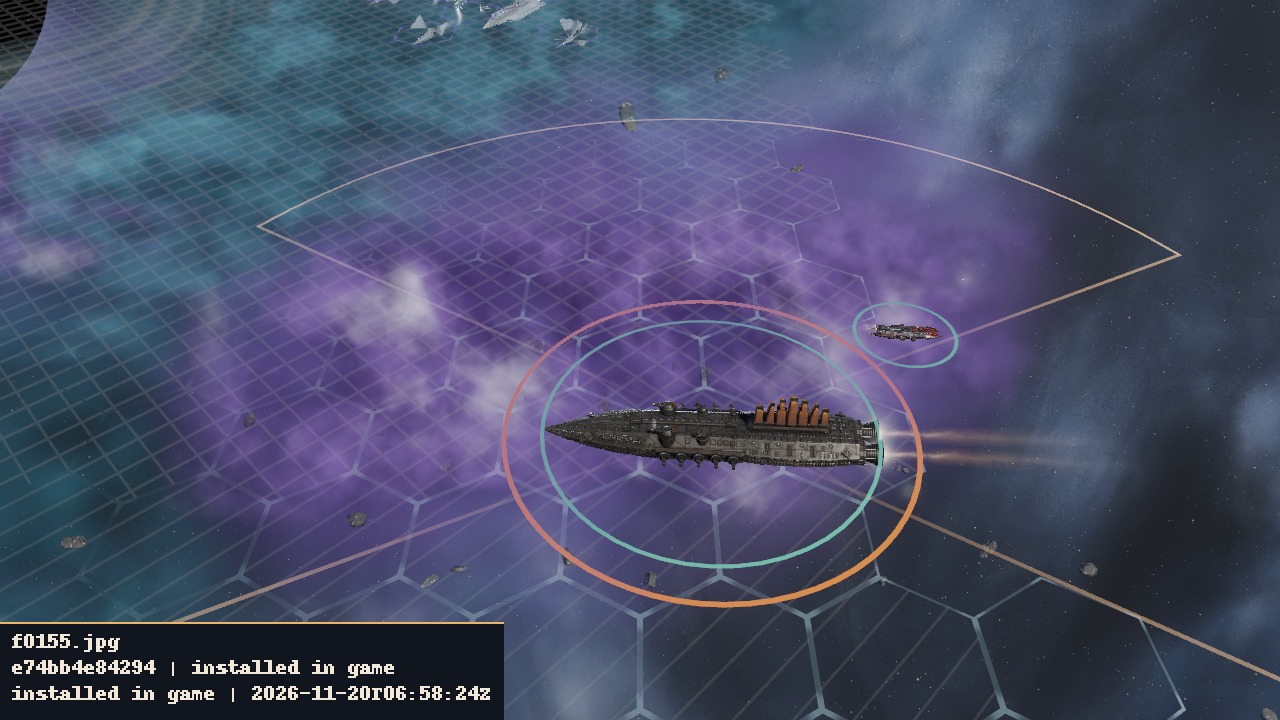 f0155.jpg
e74bb4e84294 | installed in game
installed in game | 2026-11-20T06:58:24z